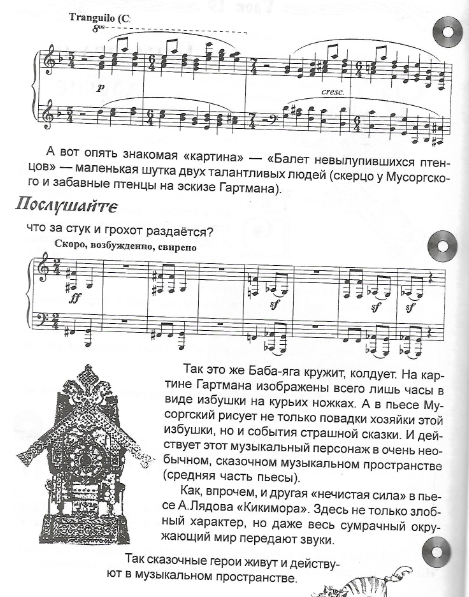 Tranguilo (C
8
p
cresc.
А вот опять знакомая «картина» — «Балет невылупившихся птен-
цов» — маленькая шутка двух талантливых людей (скерцо у Мусоргско-
го и забавные птенцы на эскизе Гартмана).
Послушайте
что за стук и грохот раздаётся?
Скоро, возбужденно, свирепо
ff sf sf sf
Так это же Баба-яга кружит, колдует. На кар-
тине Гартмана изображены всего лишь часы в
виде избушки на курьих ножках. А в пьесе Му-
соргский рисует не только повадки хозяйки этой
избушки, но и события страшной сказки. И дей-
ствует этот музыкальный персонаж в очень нео-
бычном, сказочном музыкальном пространстве
(средняя часть пьесы).
Как, впрочем, и другая «нечистая сила» в пье-
се А.Лядова «Кикимора». Здесь не только злоб-
ный характер, но даже весь сумрачный окру-
жающий мир передают звуки.
Так сказочные герои живут и действу-
ют в музыкальном пространстве.